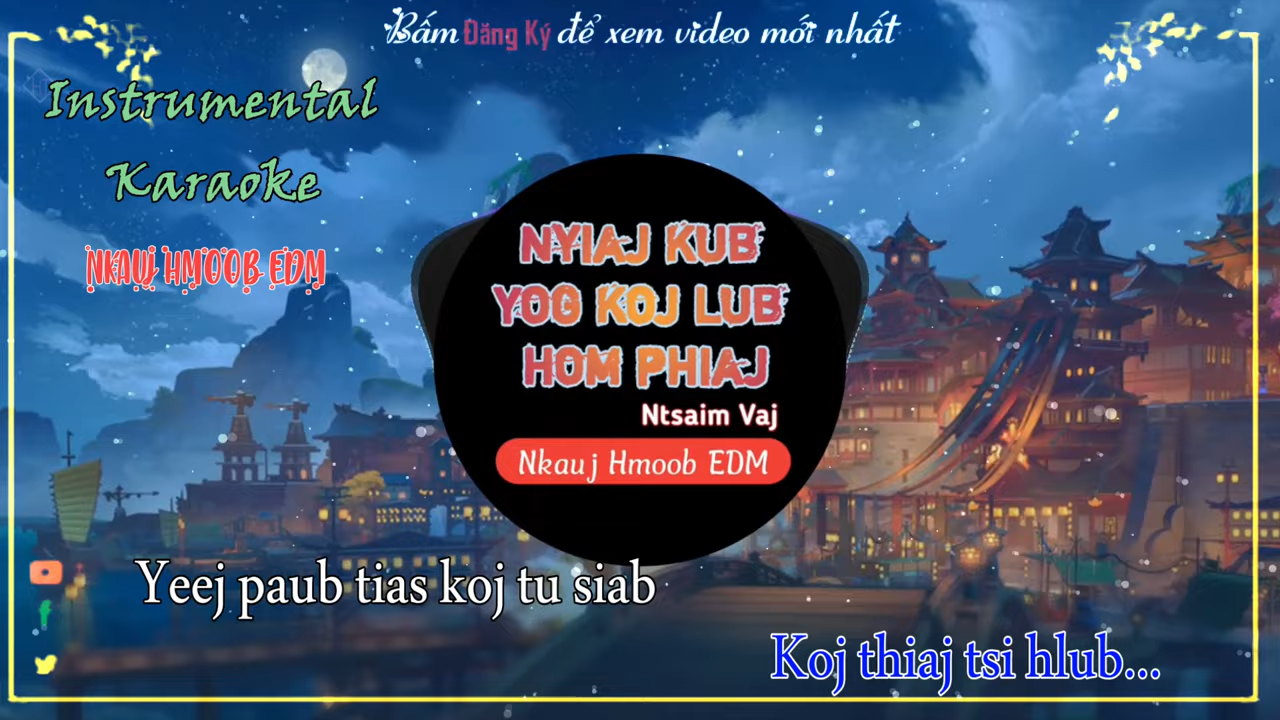 Bấm Đăng Ký để xem video mới nhất
Instrumental
Karaoke
NKAUJ HMOOB EDM
NYIAJ KUB
YOG KOJ LUB
HOM PHIAJ
Ntsaim Vaj
Nkauj Hmoob EDM
Yeej paub tias koj tu siab
Koj thiaj tsi hlub...